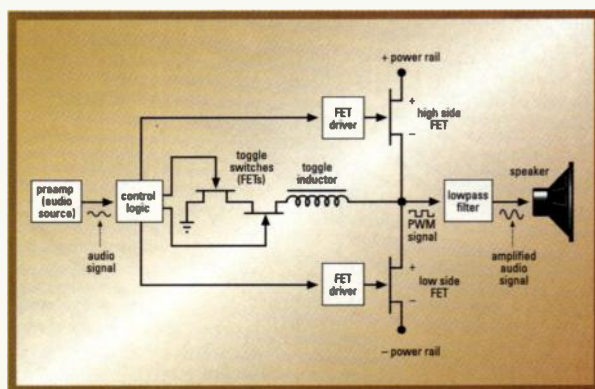 + power rail
FET
driver
+
–
high side
FET
toggle
switches
(FETs)
toggle
inductor
speaker
preamp
(audio
source)
control
logic
lowpass
filter
PWM
signal
audio
signal
amplified
audio signal
FET
driver
+
–
low side
FET
– power rail